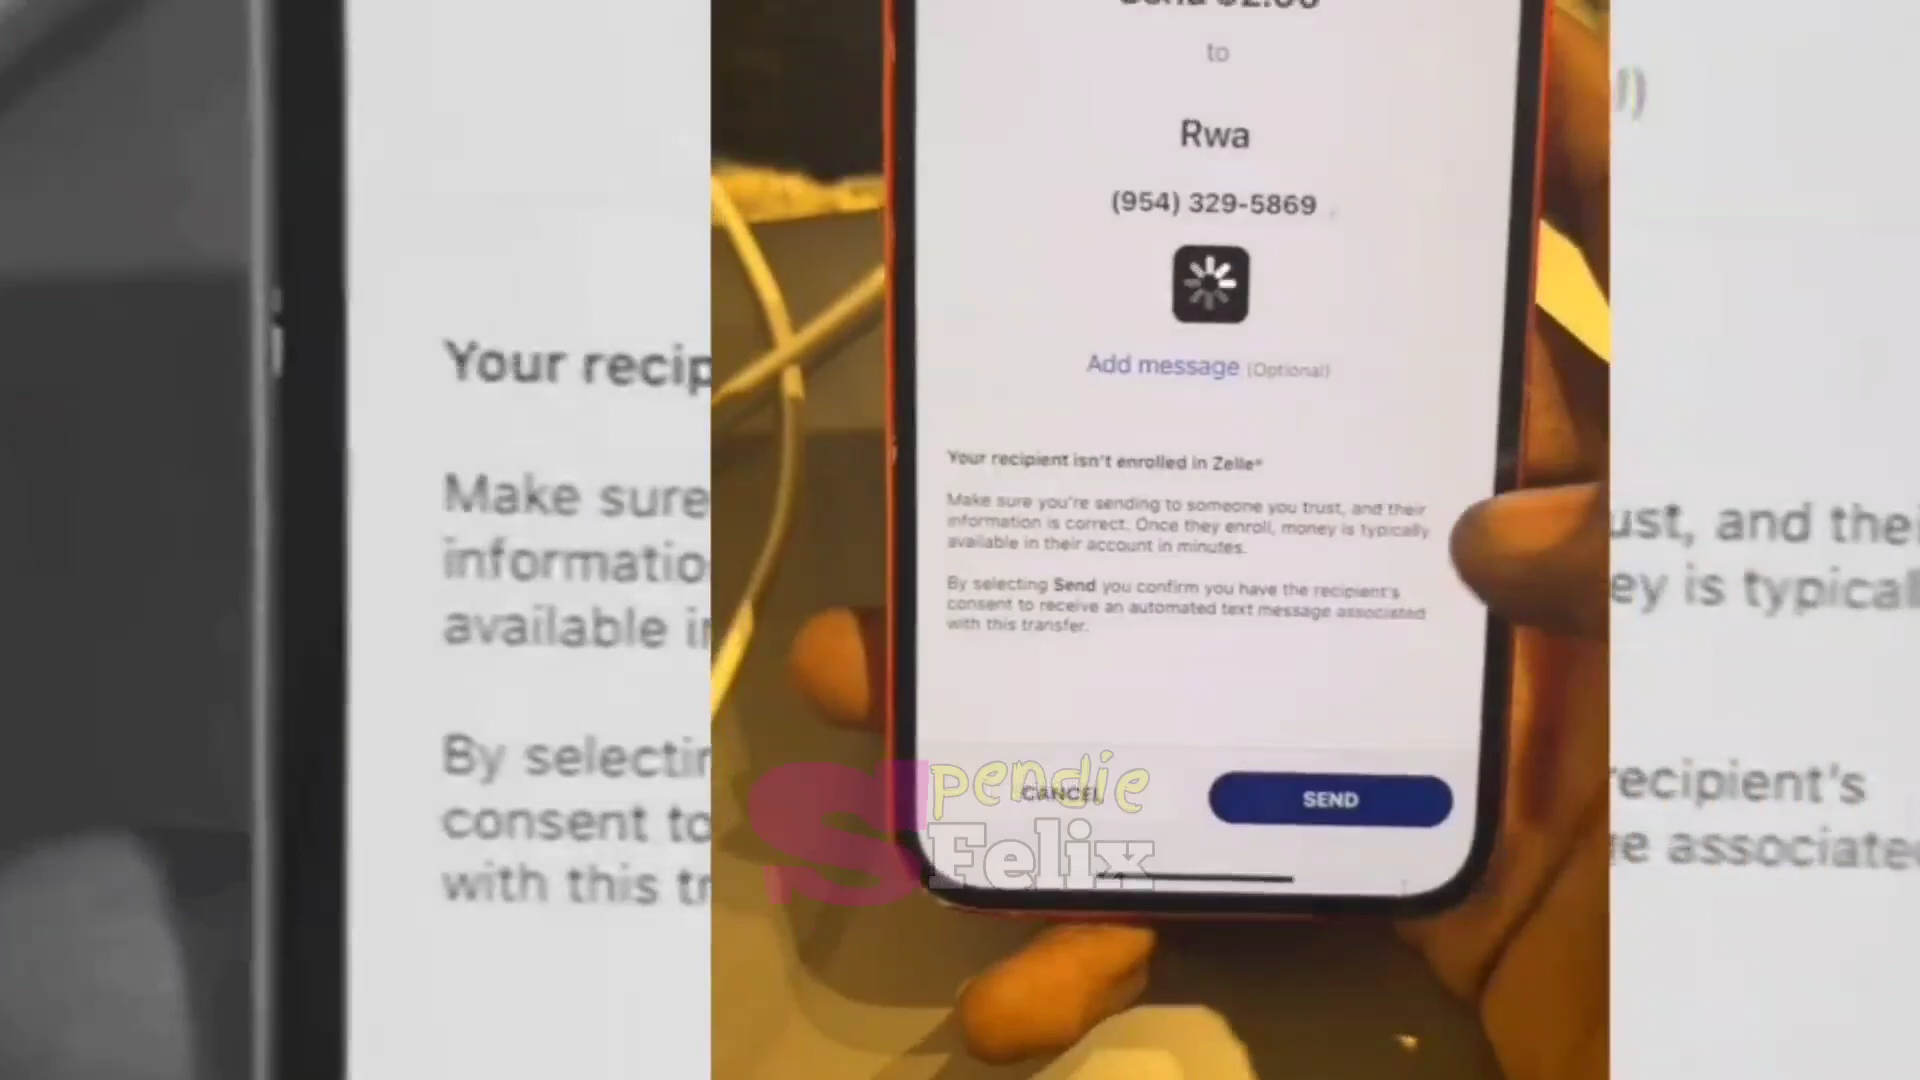 to
Rwa
(954) 329-5869
Add message (Optional)
Your recipient isn't enrolled in Zelle®
Make sure you're sending to someone you trust, and their
information is correct. Once they enroll, money is typically
available in their account in minutes.
By selecting Send you confirm you have the recipient's
consent to receive an automated text message associated
with this transfer.
CANCEL
SEND
Spendie
Felix
Your recip
Make sure
informatio
available i
By selectin
consent to
with this tr
l)
ust, and thei
ey is typicall
recipient's
e associate